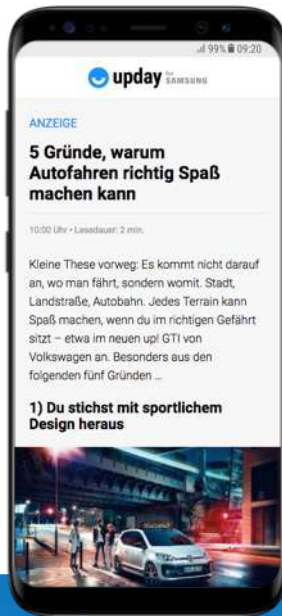 99% 09:20
upday for SAMSUNG
ANZEIGE
5 Gründe, warum
Autofahren richtig Spaß
machen kann
10:00 Uhr • Lesedauer: 2 min.
Kleine These vorweg: Es kommt nicht darauf
an, wo man fährt, sondern womit. Stadt,
Landstraße, Autobahn. Jedes Terrain kann
Spaß machen, wenn du im richtigen Gefährt
sitzt – etwa im neuen up! GTI von
Volkswagen an. Besonders aus den
folgenden fünf Gründen ...
1) Du stichst mit sportlichem
Design heraus